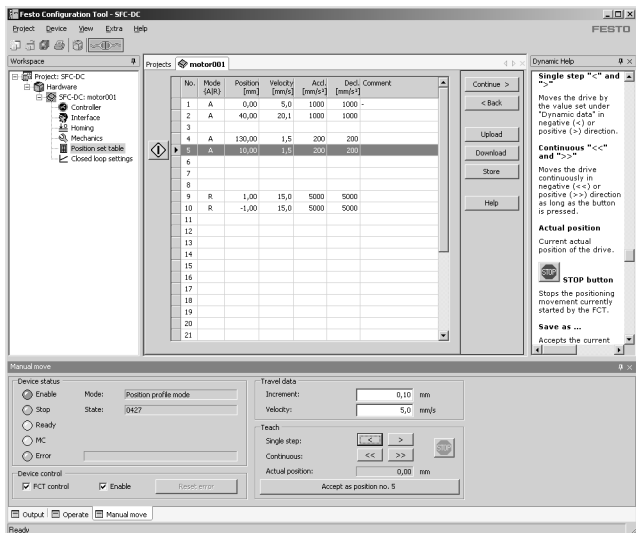 Festo Configuration Tool - SFC-DC
Project Device View Extra Help
FESTO
Workspace
Projects motor001
Dynamic Help
Project: SFC-DC
Hardware
SFC-DC: motor001
Controller
Interface
Homing
Mechanics
Position set table
Closed loop settings
No. Mode Position Velocity Accl. Decl. Comment
{A|R} [mm] [mm/s] [mm/s²] [mm/s²]
1 A 0,00 5,0 1000 1000 -
2 A 40,00 20,1 1000 1000
3
4 A 130,00 1,5 200 200
5 A 10,00 1,5 200 200
6
7
8
9 R 1,00 15,0 5000 5000
10 R -1,00 15,0 5000 5000
11
12
13
14
15
16
17
18
19
20
21
Continue >
< Back
Upload
Download
Store
Help
Single step "<" and
">"
Moves the drive by
the value set under
"Dynamic data" in
negative (<) or
positive (>) direction.
Continuous "<<"
and ">>"
Moves the drive
continuously in
negative (<<) or
positive (>>) direction
as long as the button
is pressed.
Actual position
Current actual
position of the drive.
STOP STOP button
Stops the positioning
movement currently
started by the FCT.
Save as ...
Accepts the current
Manual move
Device status
Enable Mode: Position profile mode
Stop State: 0427
Ready
MC
Error
Device control
FCT control Enable Reset error
Travel data
Increment: 0,10 mm
Velocity: 5,0 mm/s
Teach
Single step: < >
Continuous: << >>
STOP
Actual position: 0,00 mm
Accept as position no. 5
Output Operate Manual move
Ready